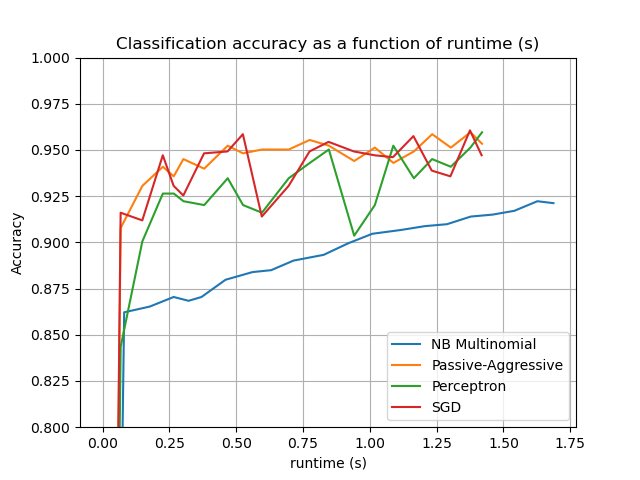 Classification accuracy as a function of runtime (s)
1.000
0.975
0.950
0.925
0.900
0.875
0.850
0.825
0.800
Accuracy
NB Multinomial
Passive-Aggressive
Perceptron
SGD
0.00 0.25 0.50 0.75 1.00 1.25 1.50 1.75
runtime (s)